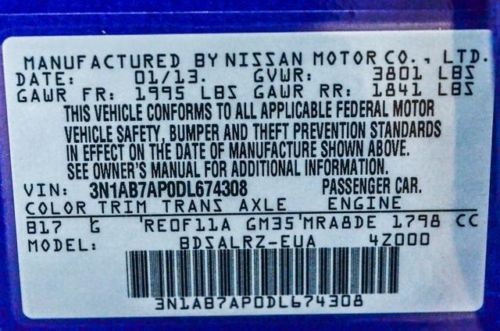 MANUFACTURED BY NISSAN MOTOR CO., LTD.
DATE: 01/13. GVWR: 3801 LBS
GAWR FR: 1995 LBS GAWR RR: 1841 LBS
THIS VEHICLE CONFORMS TO ALL APPLICABLE FEDERAL MOTOR
VEHICLE SAFETY, BUMPER AND THEFT PREVENTION STANDARDS
IN EFFECT ON THE DATE OF MANUFACTURE SHOWN ABOVE.
SEE OWNER'S MANUAL FOR ADDITIONAL INFORMATION.
VIN: 3N1AB7AP0DL674308 PASSENGER CAR.
COLOR TRIM TRANS AXLE ENGINE
B17 G 'RE0F11A GM35 'MRA8DE 1798 CC
MODEL: BDSALRZ-EUA 4Z000
3N1AB7AP0DL674308